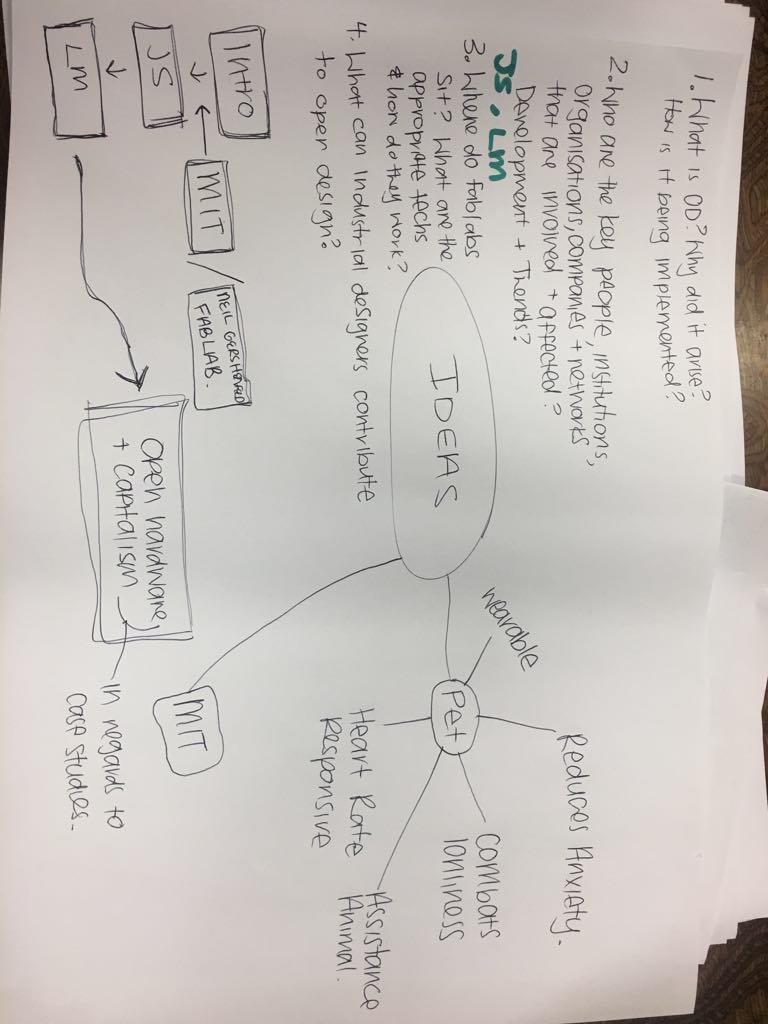 1. What is OD? Why did it arise?
How is it being implemented?
2. Who are the key people, institutions,
organisations, companies + networks
that are involved + affected?
Development + Trends?
JS. LM
3. Where do fablabs
sit? What are the
appropriate techs
& how do they work?
4. What can industrial designers contribute
to open design?
Intro
JS
LM
MIT
NEIL GERSHENFELD
FABLAB.
Open hardware,
+ capitalism
in regards to
case studies.
IDEAS
MIT
Pet
wearable
Reduces Anxiety.
Combats
lonliness
Assistance
Animal.
Heart Rate
Responsive